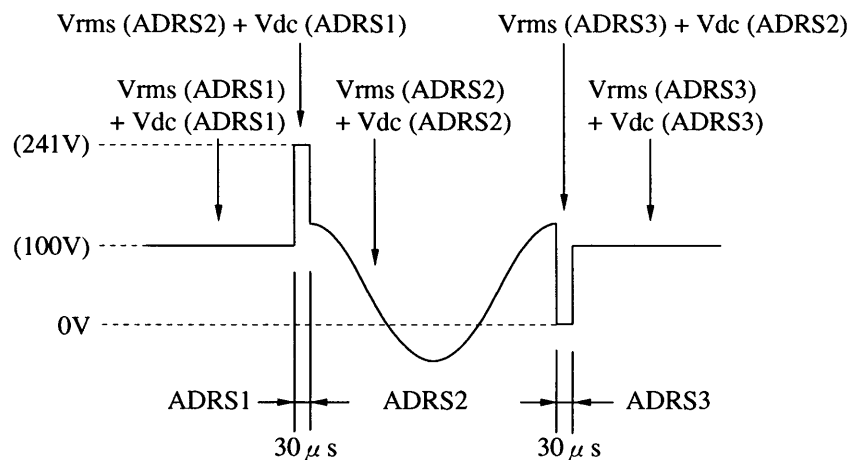 Vrms (ADRS2) + Vdc (ADRS1)
Vrms (ADRS3) + Vdc (ADRS2)
Vrms (ADRS1)
+ Vdc (ADRS1)
Vrms (ADRS2)
+ Vdc (ADRS2)
Vrms (ADRS3)
+ Vdc (ADRS3)
(241V)
(100V)
0V
ADRS1
ADRS2
ADRS3
30 μ s
30 μ s